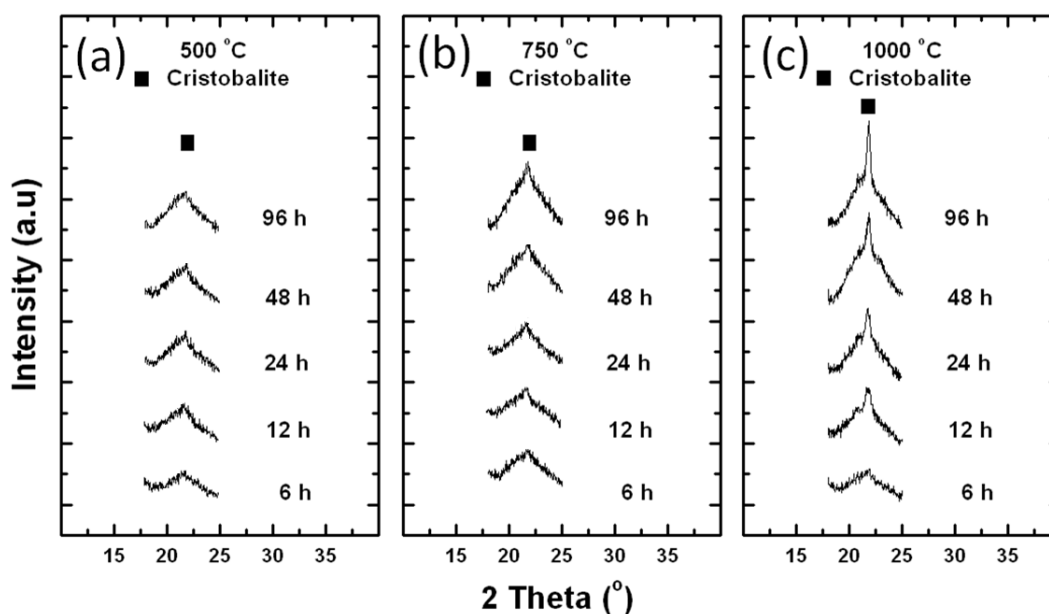 (a)
500 °C
■ Cristobalite
96 h
48 h
24 h
12 h
6 h
(b)
750 °C
■ Cristobalite
96 h
48 h
24 h
12 h
6 h
(c)
1000 °C
■ Cristobalite
96 h
48 h
24 h
12 h
6 h
Intensity (a.u)
15 20 25 30 35 15 20 25 30 35 15 20 25 30 35
2 Theta (°)